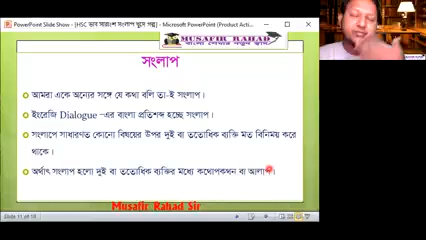 PowerPoint Slide Show - [HSC ভাব সারাংশ সংলাপ খুদে গল্প] - Microsoft PowerPoint (Product Activ
MUSAFIR RAHAD
সংলাপ
আমরা একে অন্যের সঙ্গে যে কথা বলি তা-ই সংলাপ।
ইংরেজি Dialogue -এর বাংলা প্রতিশব্দ হচ্ছে সংলাপ।
সংলাপে সাধারণত কোনো বিষয়ের উপর দুই বা ততোধিক ব্যক্তি মত বিনিময় করে
থাকে।
অর্থাৎ সংলাপ হলো দুই বা ততোধিক ব্যক্তির মধ্যে কথোপকথন বা আলাপ।
Musafir Rahad Sir
Slide 11 of 18